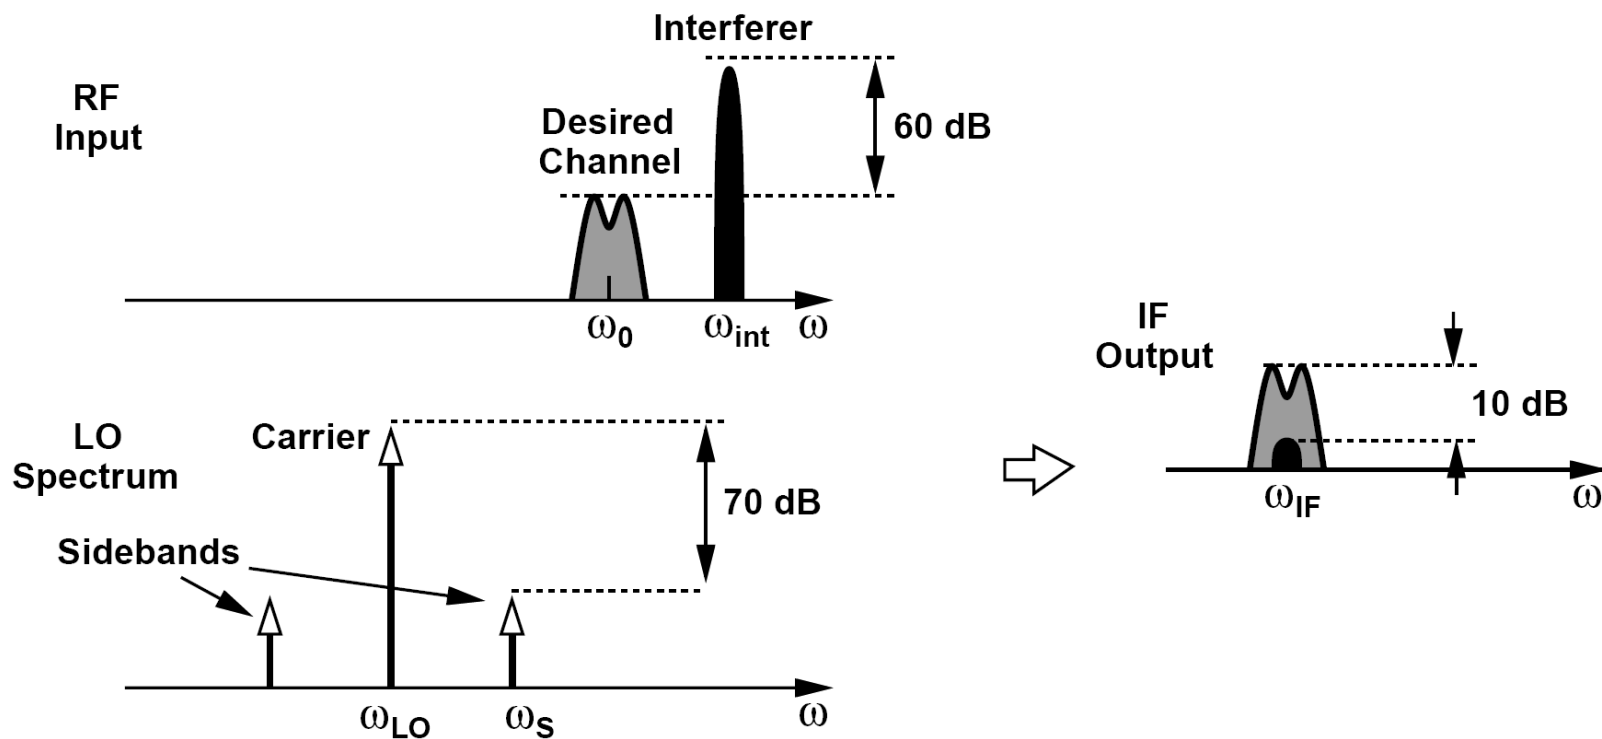 Interferer
RF
Input
Desired
Channel
60 dB
ω0
ωint
ω
LO
Spectrum
Carrier
70 dB
Sidebands
ωLO
ωS
ω
IF
Output
10 dB
ωIF
ω